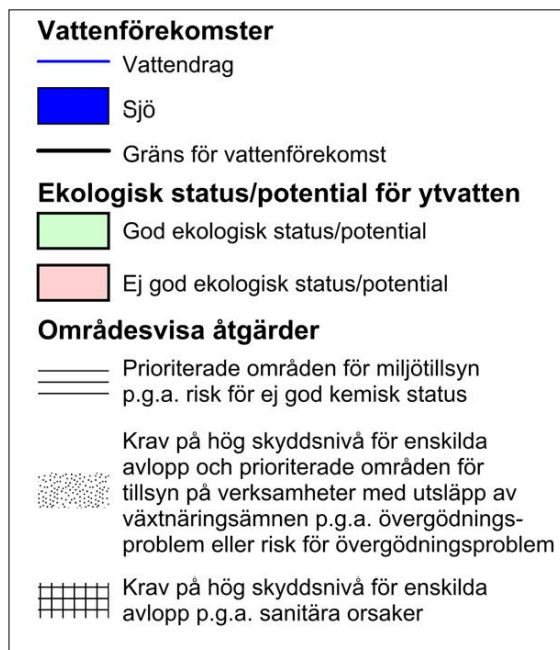 Vattenförekomster
Vattendrag
Sjö
Gräns för vattenförekomst
Ekologisk status/potential för ytvatten
God ekologisk status/potential
Ej god ekologisk status/potential
Områdesvisa åtgärder
Prioriterade områden för miljötillsyn
p.g.a. risk för ej god kemisk status
Krav på hög skyddsnivå för enskilda
avlopp och prioriterade områden för
tillsyn på verksamheter med utsläpp av
växtnäringsämnen p.g.a. övergödnings-
problem eller risk för övergödningsproblem
Krav på hög skyddsnivå för enskilda
avlopp p.g.a. sanitära orsaker